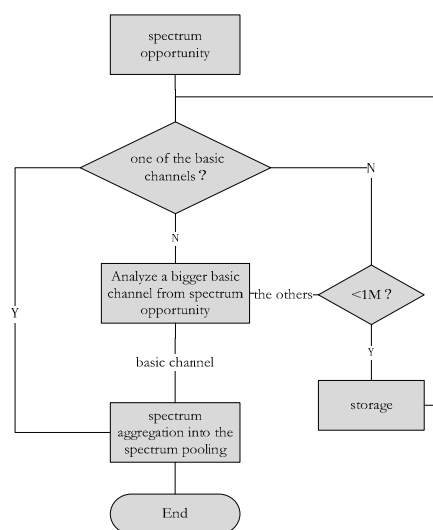 spectrum
opportunity
one of the basic
channels？
N
N
Analyze a bigger basic
channel from spectrum
opportunity
the others
<1M？
Y
Y
basic channel
storage
spectrum
aggregation into the
spectrum pooling
End